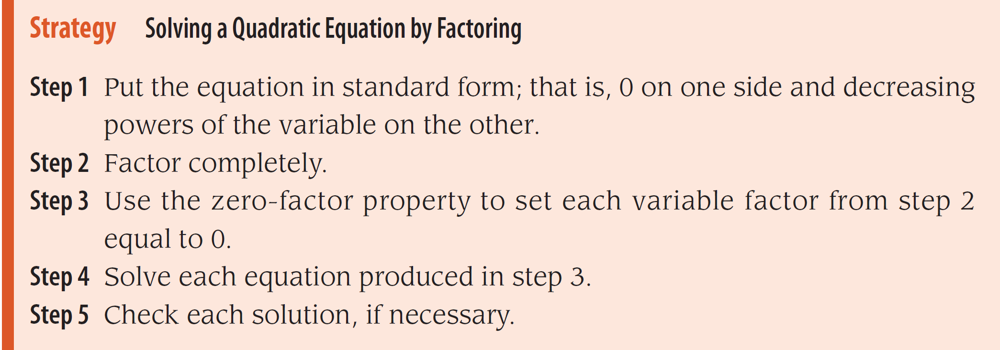 Strategy Solving a Quadratic Equation by Factoring
Step 1 Put the equation in standard form; that is, 0 on one side and decreasing
powers of the variable on the other.
Step 2 Factor completely.
Step 3 Use the zero-factor property to set each variable factor from step 2
equal to 0.
Step 4 Solve each equation produced in step 3.
Step 5 Check each solution, if necessary.